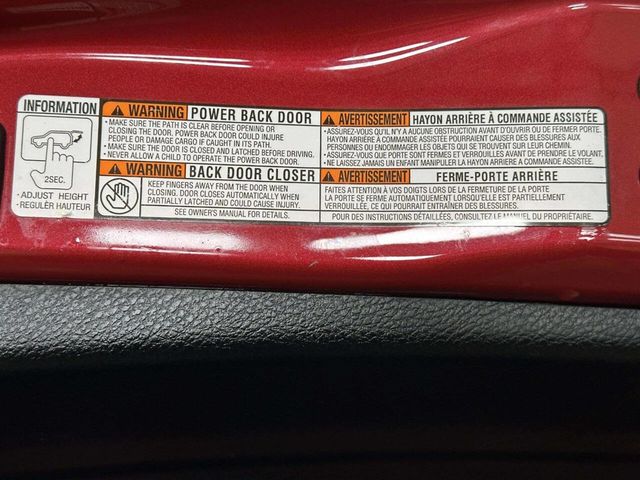 INFORMATION
2SEC.
-ADJUST HEIGHT
-REGULÉR HAUTEUR
WARNING POWER BACK DOOR
• MAKE SURE THE PATH IS CLEAR BEFORE OPENING OR
CLOSING THE DOOR. POWER BACK DOOR COULD INJURE
PEOPLE OR DAMAGE CARGO IF CAUGHT IN ITS PATH.
• MAKE SURE THE DOOR IS CLOSED AND LATCHED BEFORE DRIVING.
• NEVER ALLOW A CHILD TO OPERATE THE POWER BACK DOOR.
WARNING BACK DOOR CLOSER
KEEP FINGERS AWAY FROM THE DOOR WHEN
CLOSING. DOOR CLOSES AUTOMATICALLY WHEN
PARTIALLY LATCHED AND COULD CAUSE INJURY.
SEE OWNER'S MANUAL FOR DETAILS.
AVERTISSEMENT HAYON ARRIÈRE À COMMANDE ASSISTÉE
• ASSUREZ-VOUS QU'IL N'Y A AUCUNE OBSTRUCTION AVANT D'OUVRIR OU DE FERMER PORTE.
HAYON ARRIÈRE À COMMANDE ASSISTÉE POURRAIENT CAUSER DES BLESSURES AUX
PERSONNES OU ENDOMMAGER LES OBJETS QUI SE TROUVERAIENT SUR LEUR CHEMIN.
• ASSUREZ-VOUS QUE PORTE SONT FERMÉS ET VERROUILLÉS AVANT DE PRENDRE LE VOLANT.
• NE LAISSEZ JAMAIS UN ENFANT MANIPULER LA HAYON ARRIÈRE À COMMANDE ASSISTÉE.
AVERTISSEMENT FERME-PORTE ARRIÈRE
FAITES ATTENTION À VOS DOIGTS LORS DE LA FERMETURE DE LA PORTE
LA PORTE SE FERME AUTOMATIQUEMENT LORSQU'ELLE EST PARTIELLEMENT
VERROUILLÉE, CE QUI POURRAIT ENTRAÎNER DES BLESSURES.
POUR DES INSTRUCTIONS DÉTAILLÉES, CONSULTEZ LE MANUEL DU PROPRIÉTAIRE.